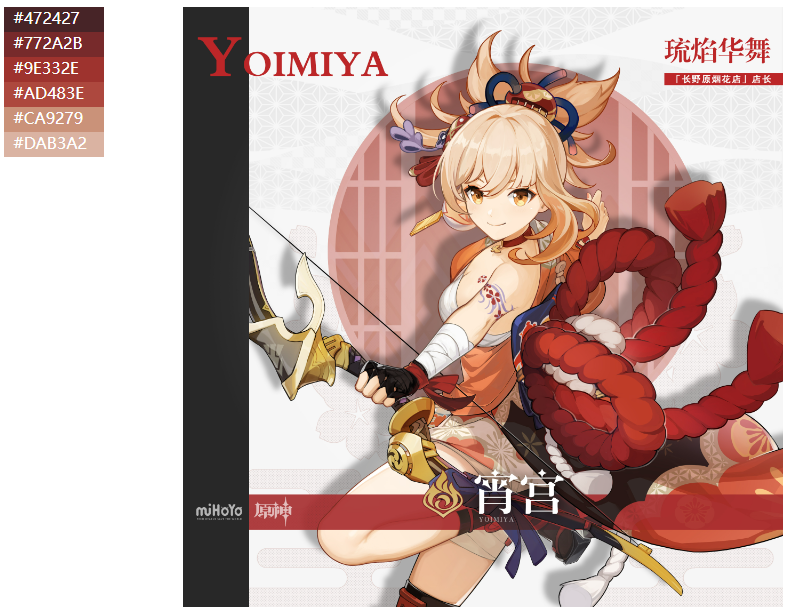 #472427
#772A2B
#9E332E
#AD483E
#CA9279
#DAB3A2
YOIMIYA
琉焰华舞
「长野原烟花店」店长
宵宫
YOIMIYA
miHoYo
原神